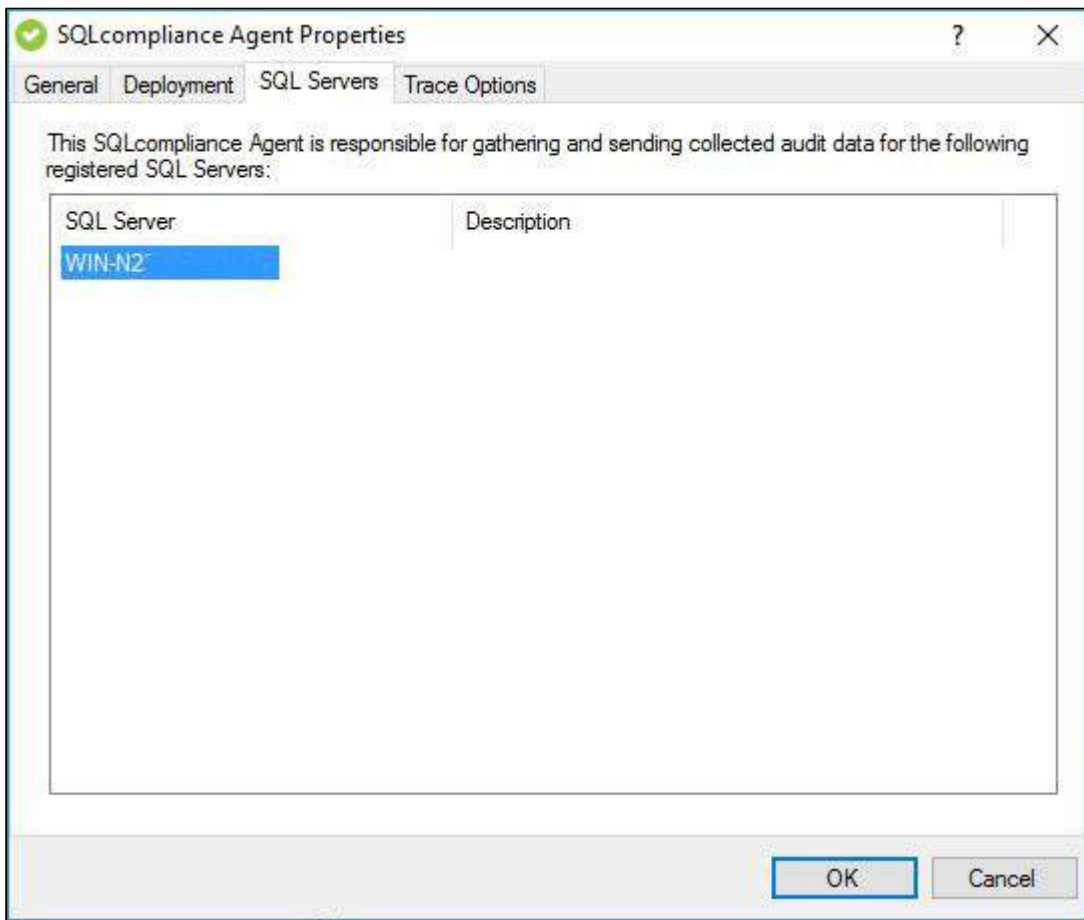 SQLcompliance Agent Properties ?
General Deployment SQL Servers Trace Options
This SQLcompliance Agent is responsible for gathering and sending collected audit data for the following
registered SQL Servers:
SQL Server Description
WIN-N2
OK Cancel